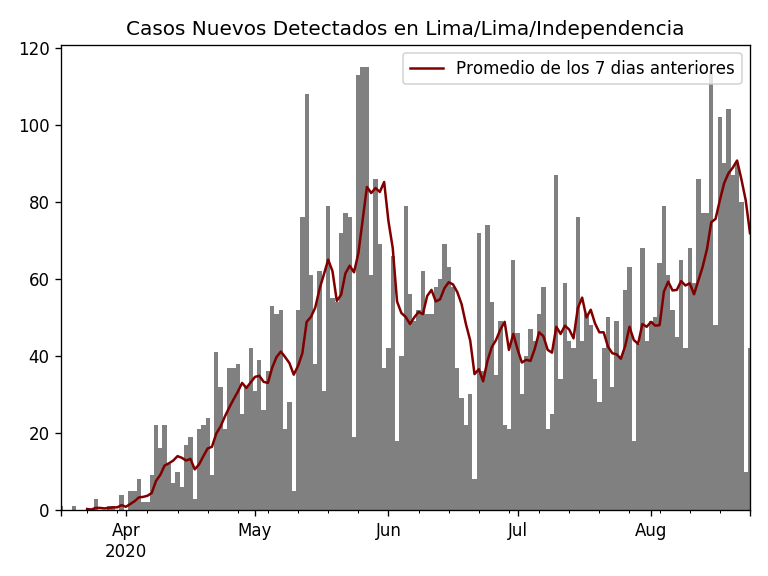 Casos Nuevos Detectados en Lima/Lima/Independencia
Promedio de los 7 dias anteriores
120
100
80
60
40
20
0
Apr May Jun Jul Aug
2020